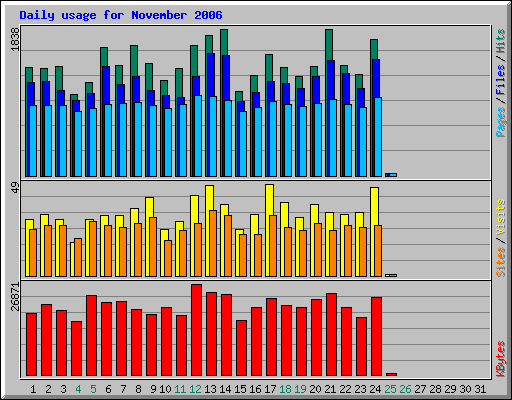 Daily usage for November 2006
1838
Pages / Files / Hits
49
Sites / Visits
26871
KBytes
1 2 3 4 5 6 7 8 9 10 11 12 13 14 15 16 17 18 19 20 21 22 23 24 25 26 27 28 29 30 31